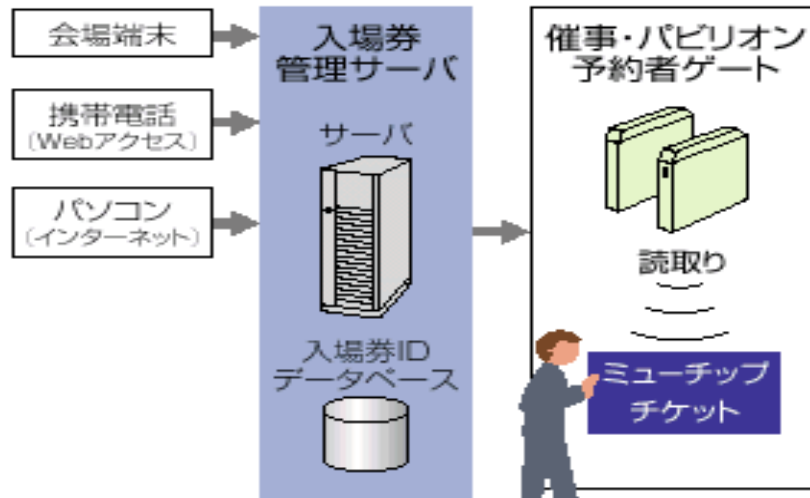 会場端末
携帯電話
(Webアクセス)
パソコン
(インターネット)
入場券
管理サーバ
サーバ
入場券ID
データベース
催事・パビリオン
予約者ゲート
読取り
ミューチップ
チケット